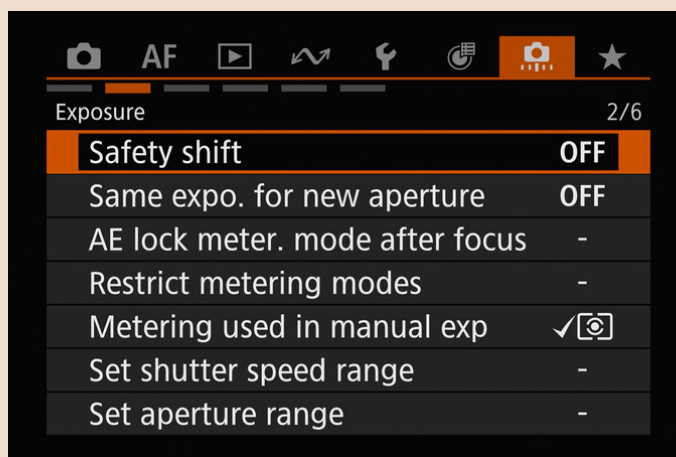 AF
Exposure 2/6
Safety shift OFF
Same expo. for new aperture OFF
AE lock meter. mode after focus -
Restrict metering modes -
Metering used in manual exp
Set shutter speed range -
Set aperture range -